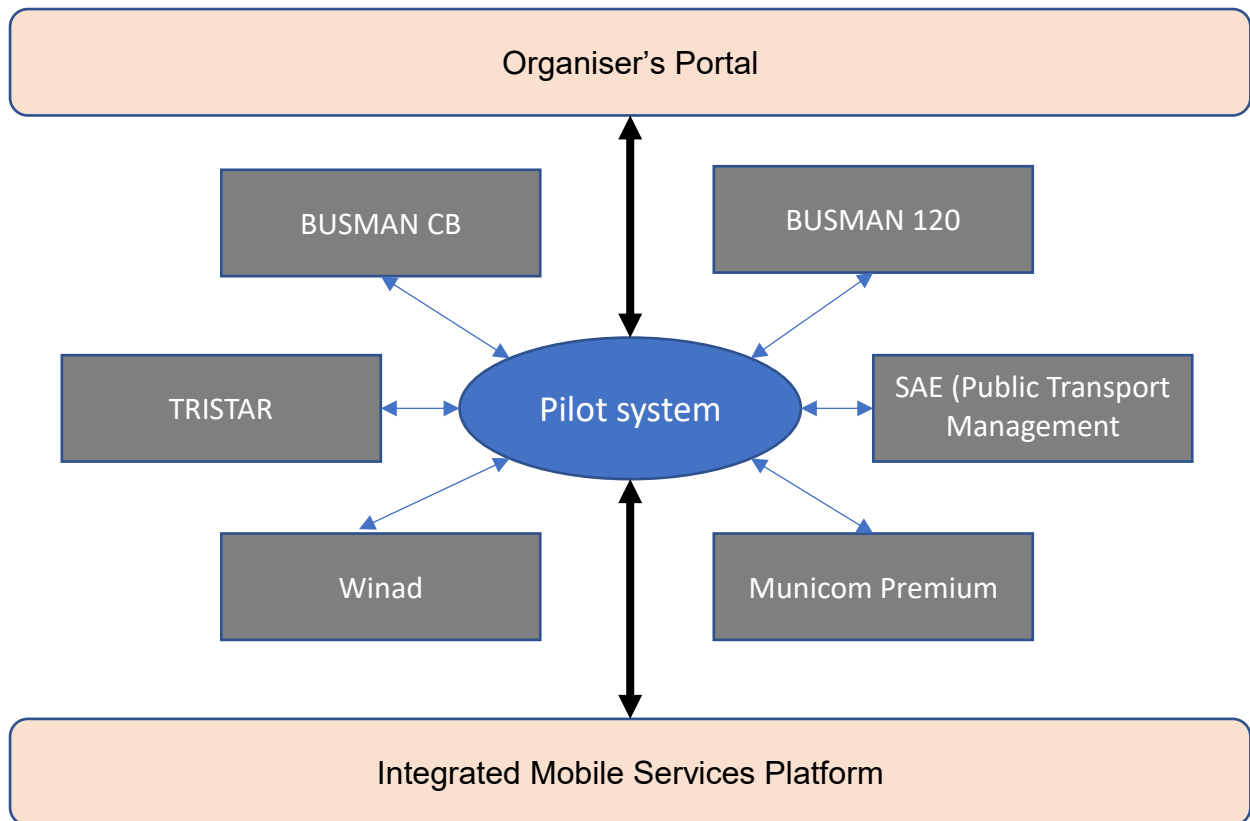 Organiser’s Portal
BUSMAN CB
BUSMAN 120
TRISTAR
Pilot system
SAE (Public Transport
Management
Winad
Municom Premium
Integrated Mobile Services Platform